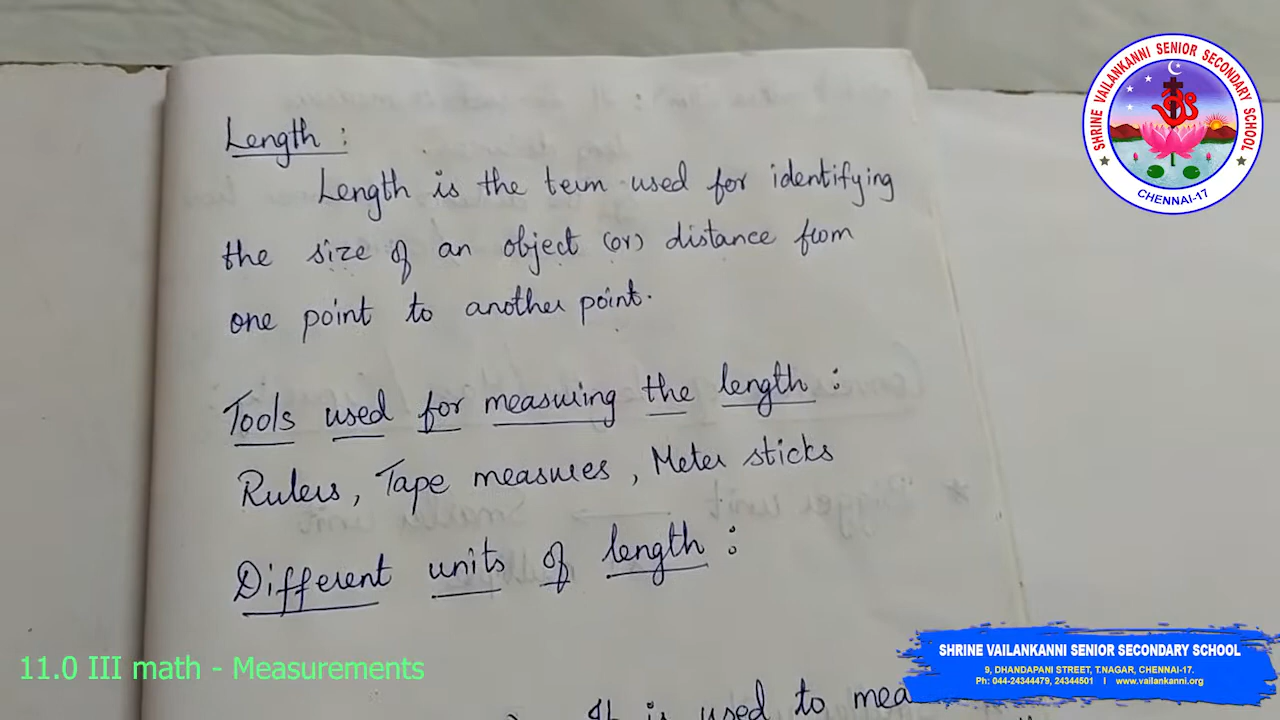 Length :
Length is the term used for identifying
the size of an object (or) distance from
one point to another point.
Tools used for measuring the length :
Rulers, Tape measures, Meter sticks
Different units of length :
It is used to mea
11.0 III math - Measurements
SHRINE VAILANKANNI SENIOR SECONDARY SCHOOL
CHENNAI-17
SHRINE VAILANKANNI SENIOR SECONDARY SCHOOL
9, DHANDAPANI STREET, T.NAGAR, CHENNAI-17.
Ph: 044-24344479, 24344501 I www.vailankanni.org